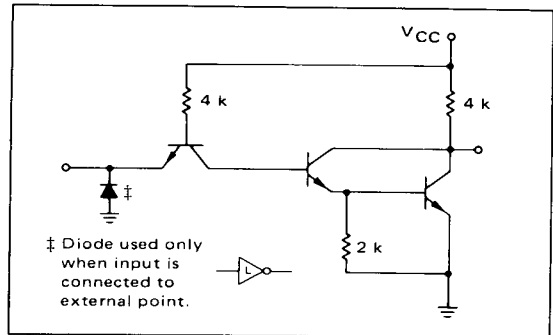 VCC
4 k
4 k
‡
2 k
‡ Diode used only
when input is
connected to
external point.
L